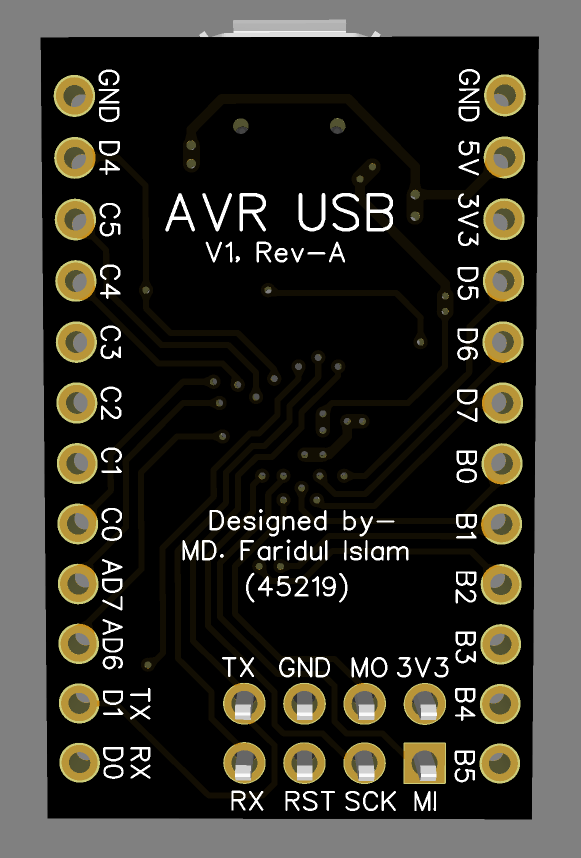 GND
D4
C5
C4
C3
C2
C1
C0
AD7
AD6
D1 TX
D0 RX
GND
5V
3V3
D5
D6
D7
B0
B1
B2
B3
B4
B5
AVR USB
V1, Rev-A
Designed by-
MD. Faridul Islam
(45219)
TX GND MO 3V3
RX RST SCK MI